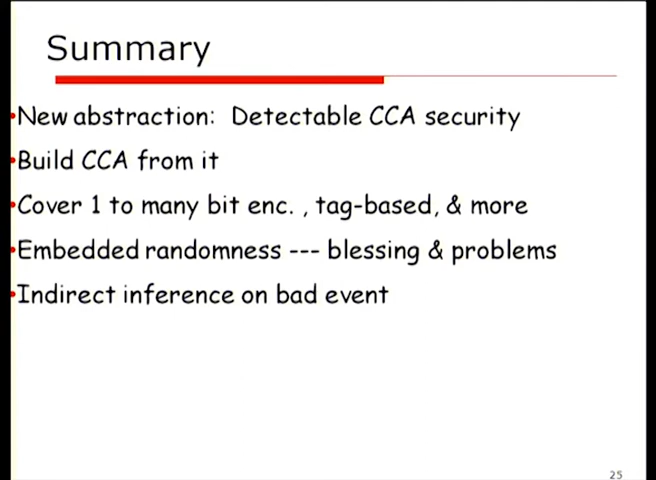 Summary
•New abstraction: Detectable CCA security
•Build CCA from it
•Cover 1 to many bit enc. , tag-based, & more
•Embedded randomness --- blessing & problems
•Indirect inference on bad event
25